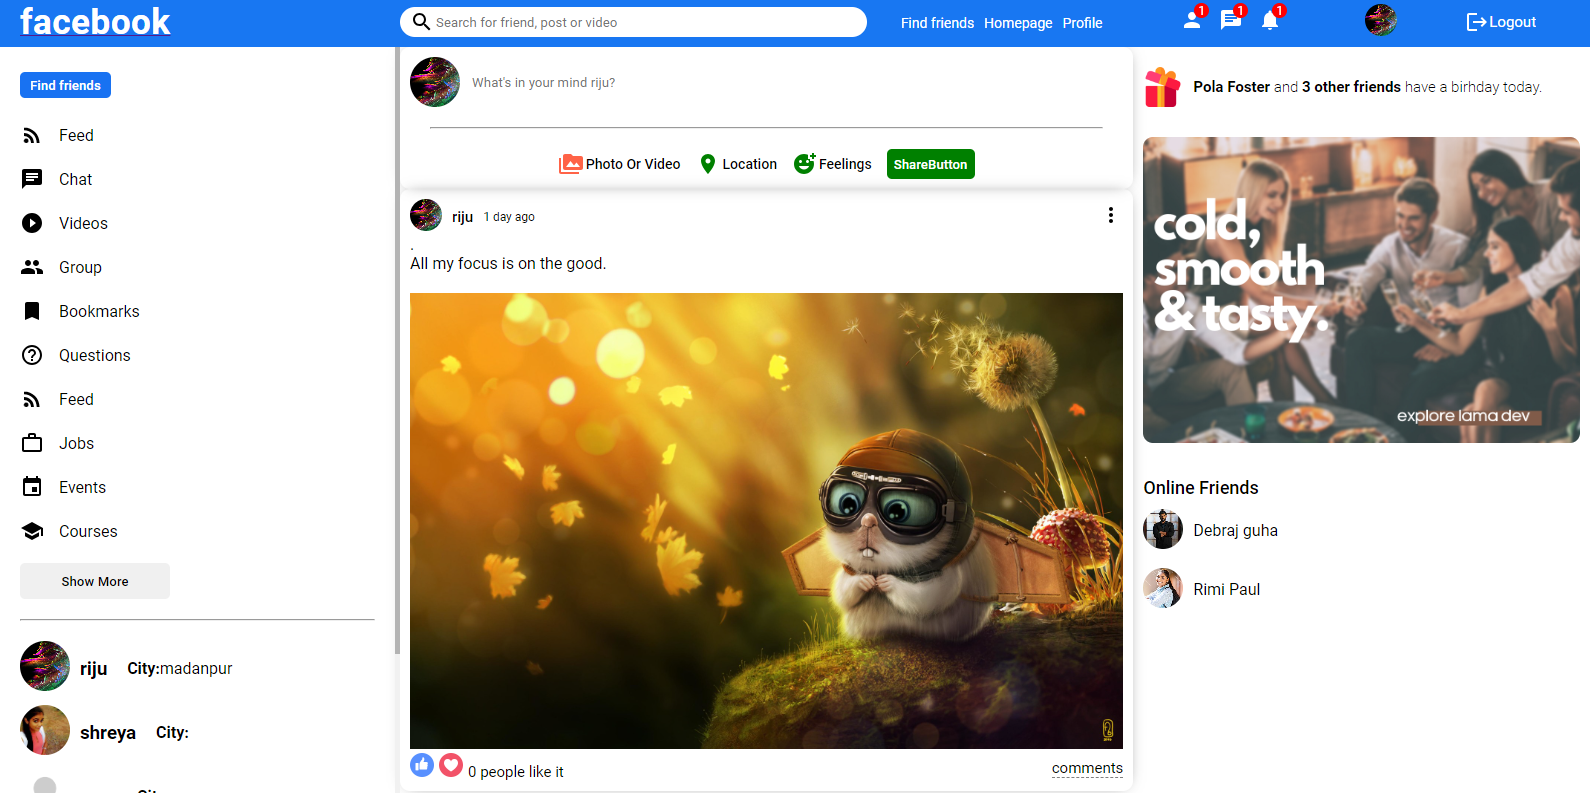 facebook
Search for friend, post or video
Find friends Homepage Profile
1 1 1
Logout
Find friends
Feed
Chat
Videos
Group
Bookmarks
Questions
Feed
Jobs
Events
Courses
Show More
riju City:madanpur
shreya City:
What's in your mind riju?
Photo Or Video Location Feelings ShareButton
riju 1 day ago
.
All my focus is on the good.
0 people like it comments
Pola Foster and 3 other friends have a birhday today.
cold,
smooth
& tasty.
explore lama dev
Online Friends
Debraj guha
Rimi Paul